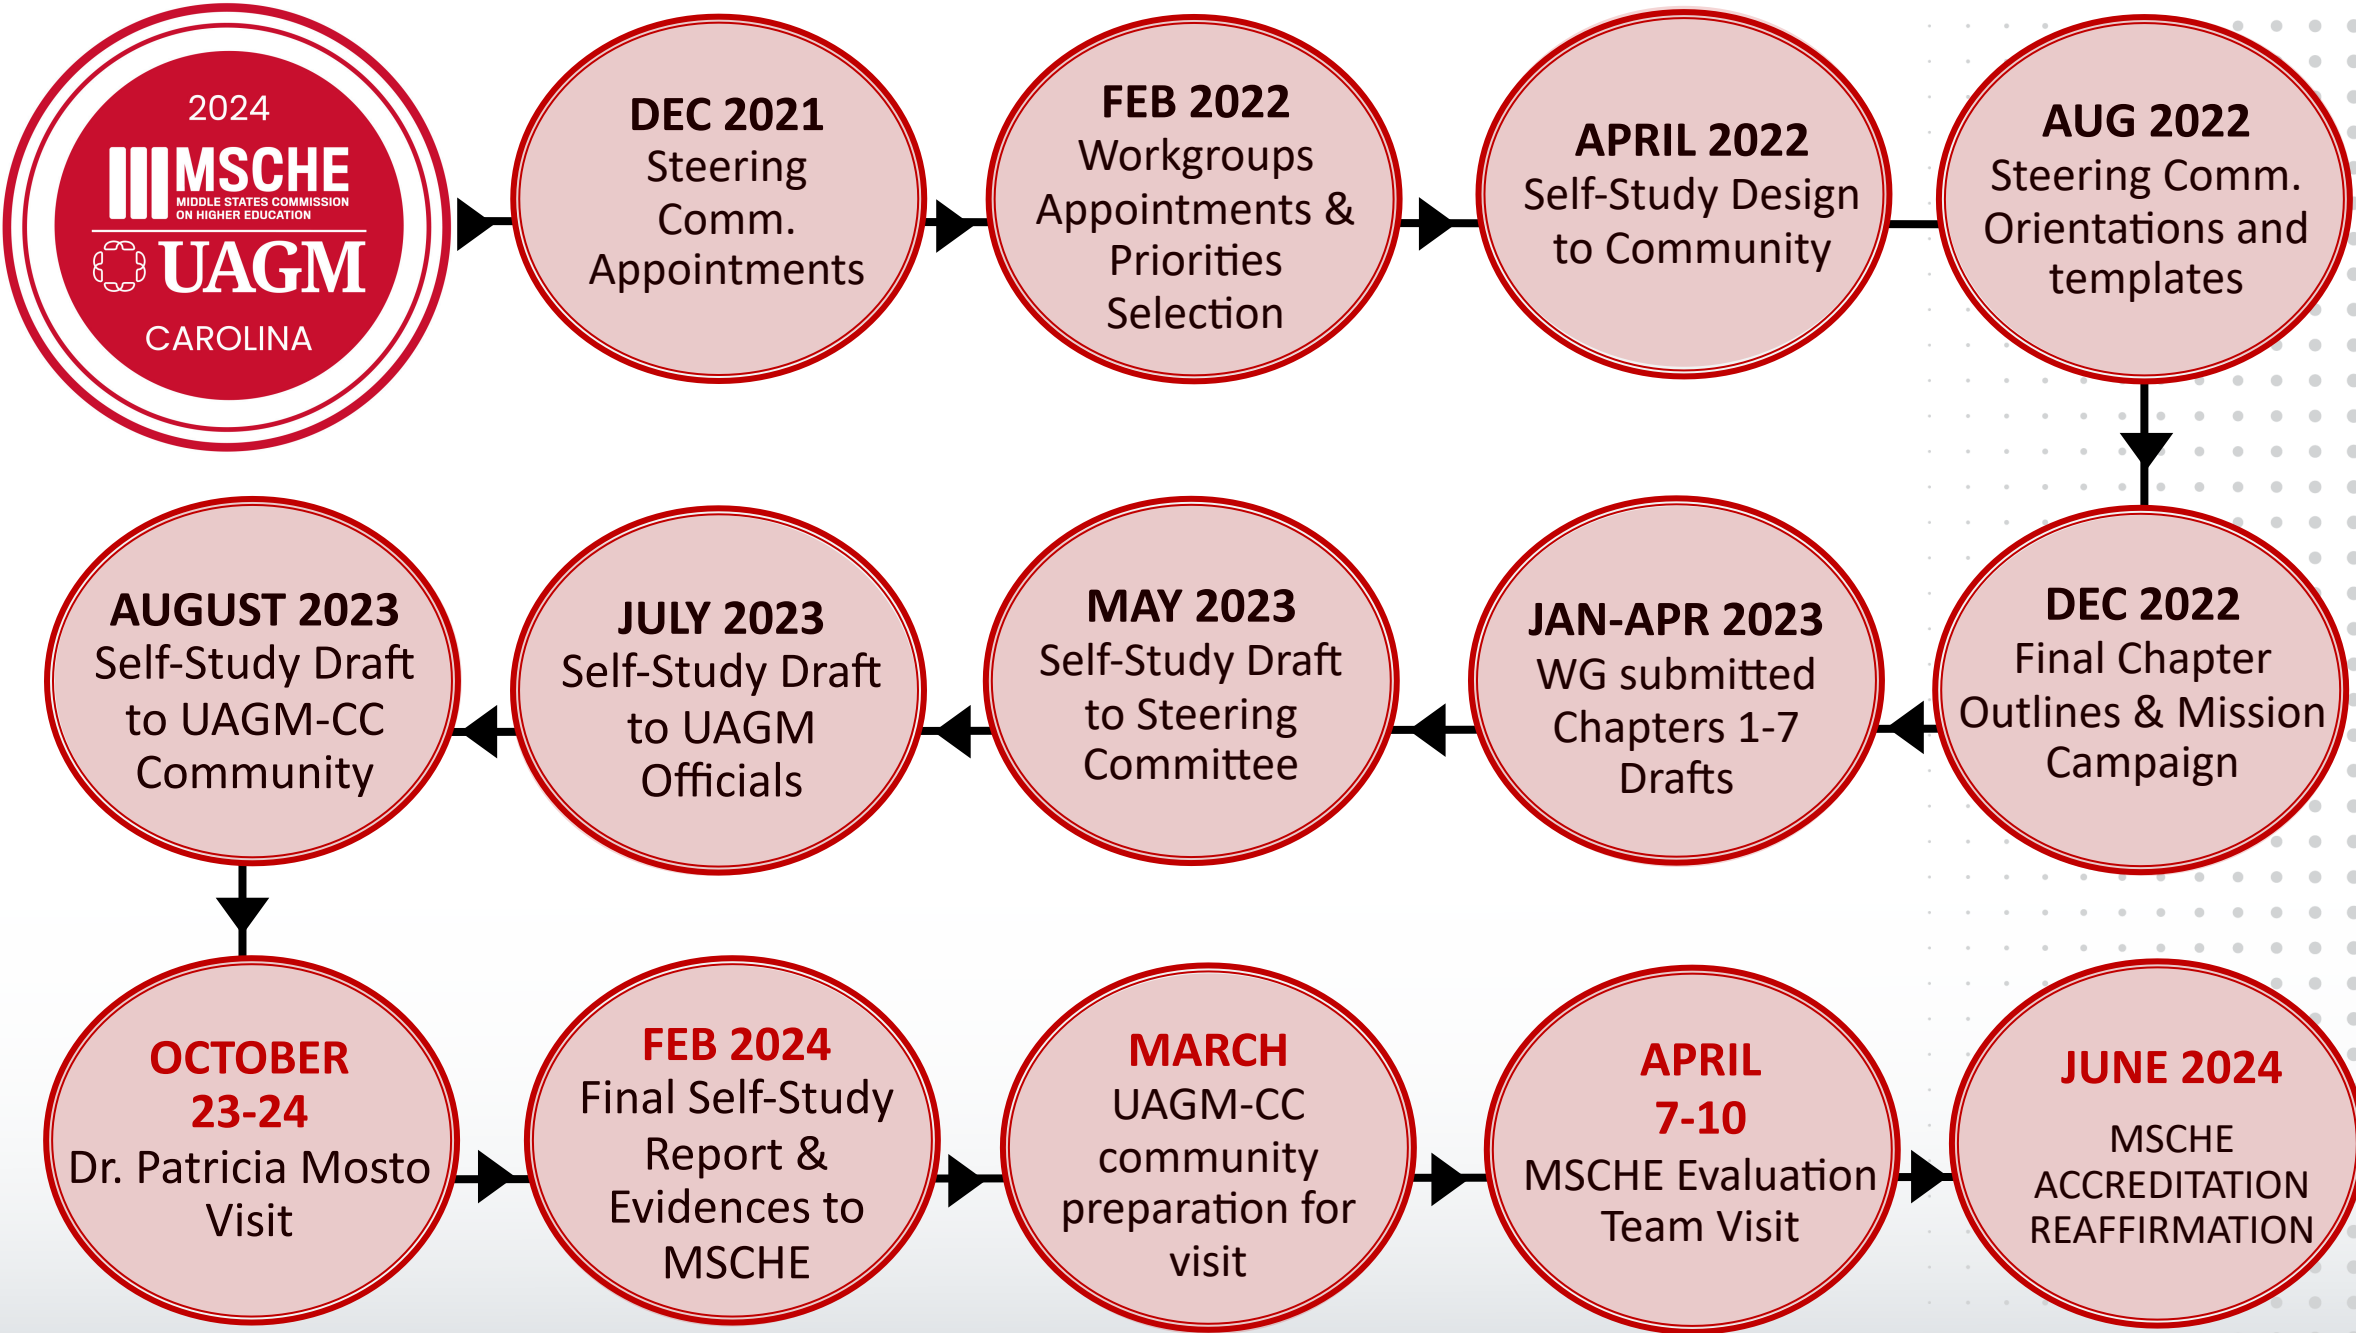 2024
MSCHE
MIDDLE STATES COMMISSION
ON HIGHER EDUCATION
UAGM
CAROLINA
DEC 2021
Steering
Comm.
Appointments
FEB 2022
Workgroups
Appointments &
Priorities
Selection
APRIL 2022
Self-Study Design
to Community
AUG 2022
Steering Comm.
Orientations and
templates
DEC 2022
Final Chapter
Outlines & Mission
Campaign
JAN-APR 2023
WG submitted
Chapters 1-7
Drafts
MAY 2023
Self-Study Draft
to Steering
Committee
JULY 2023
Self-Study Draft
to UAGM
Officials
AUGUST 2023
Self-Study Draft
to UAGM-CC
Community
OCTOBER
23-24
Dr. Patricia Mosto
Visit
FEB 2024
Final Self-Study
Report &
Evidences to
MSCHE
MARCH
UAGM-CC
community
preparation for
visit
APRIL
7-10
MSCHE Evaluation
Team Visit
JUNE 2024
MSCHE
ACCREDITATION
REAFFIRMATION